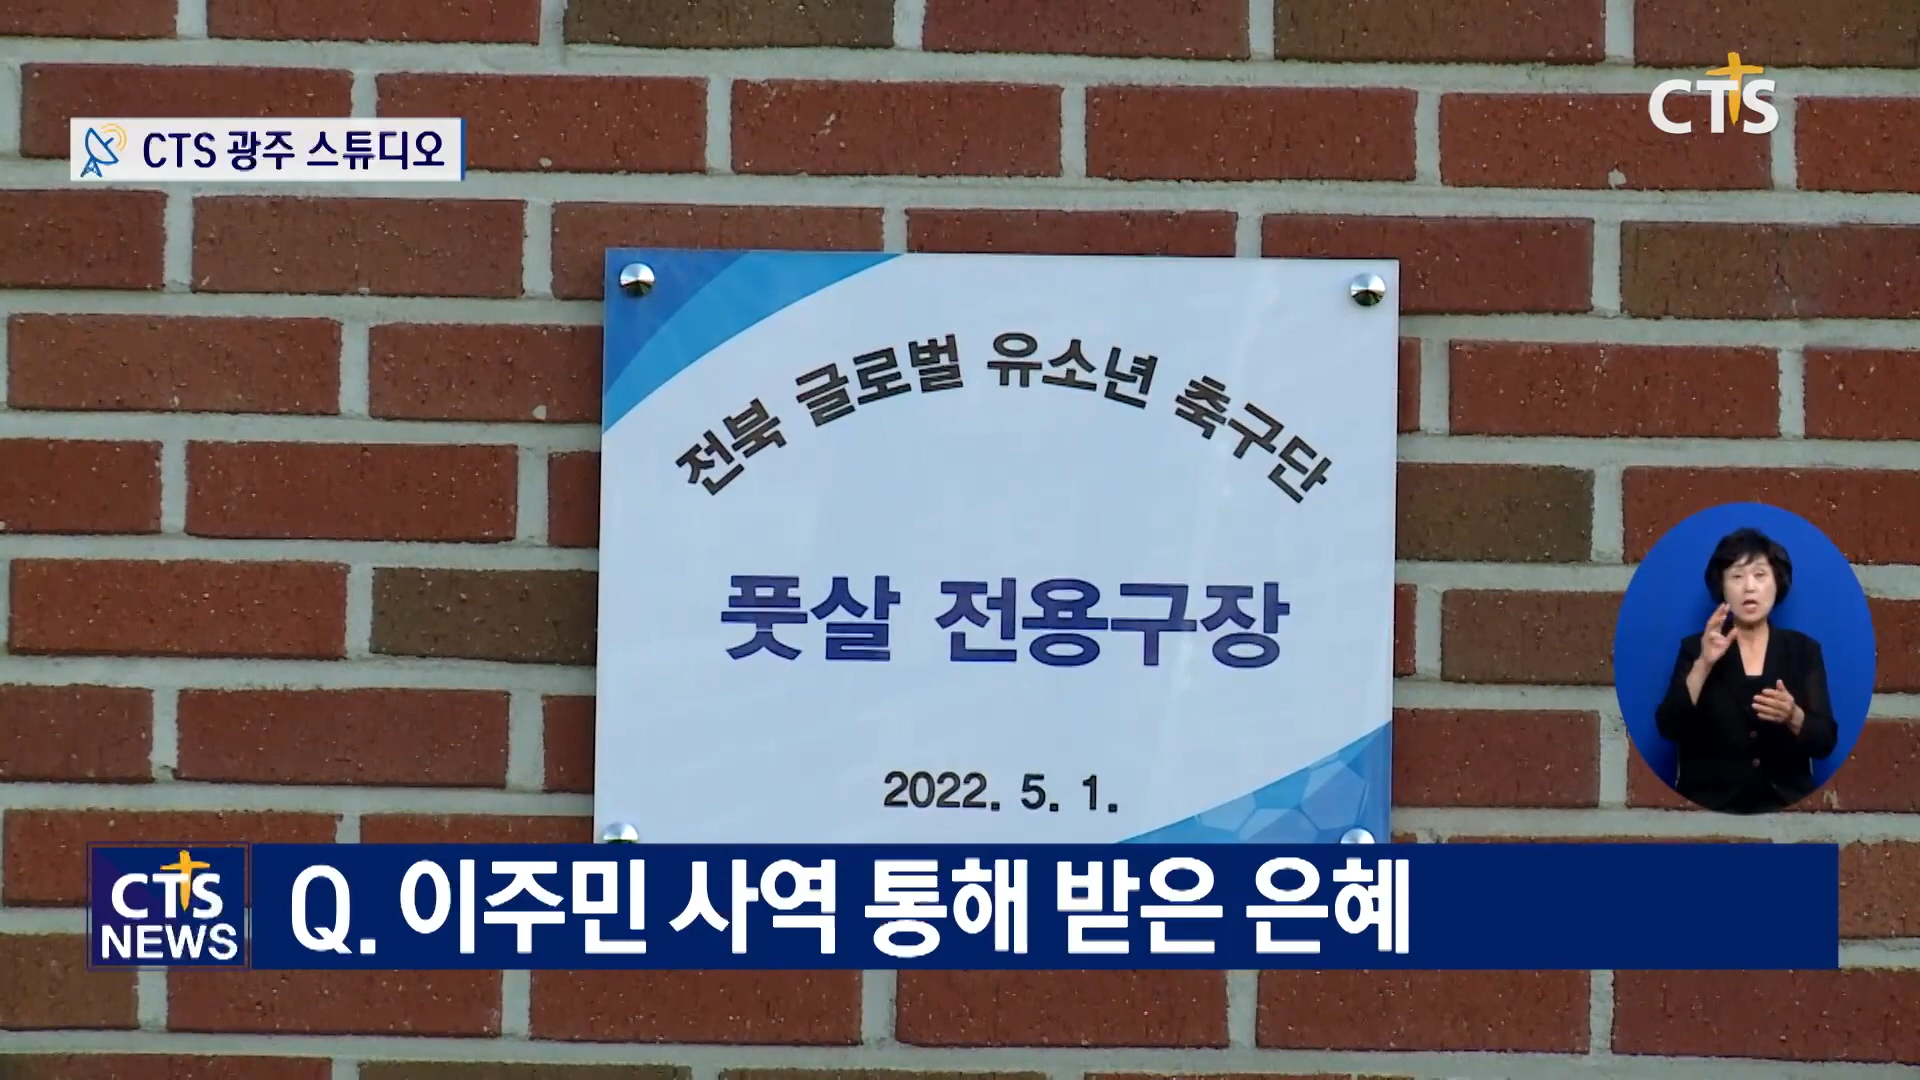 CTS 광주 스튜디오
CTS
전북 글로벌 유소년 축구단
풋살 전용구장
2022. 5. 1.
CTS NEWS
Q. 이주민 사역 통해 받은 은혜